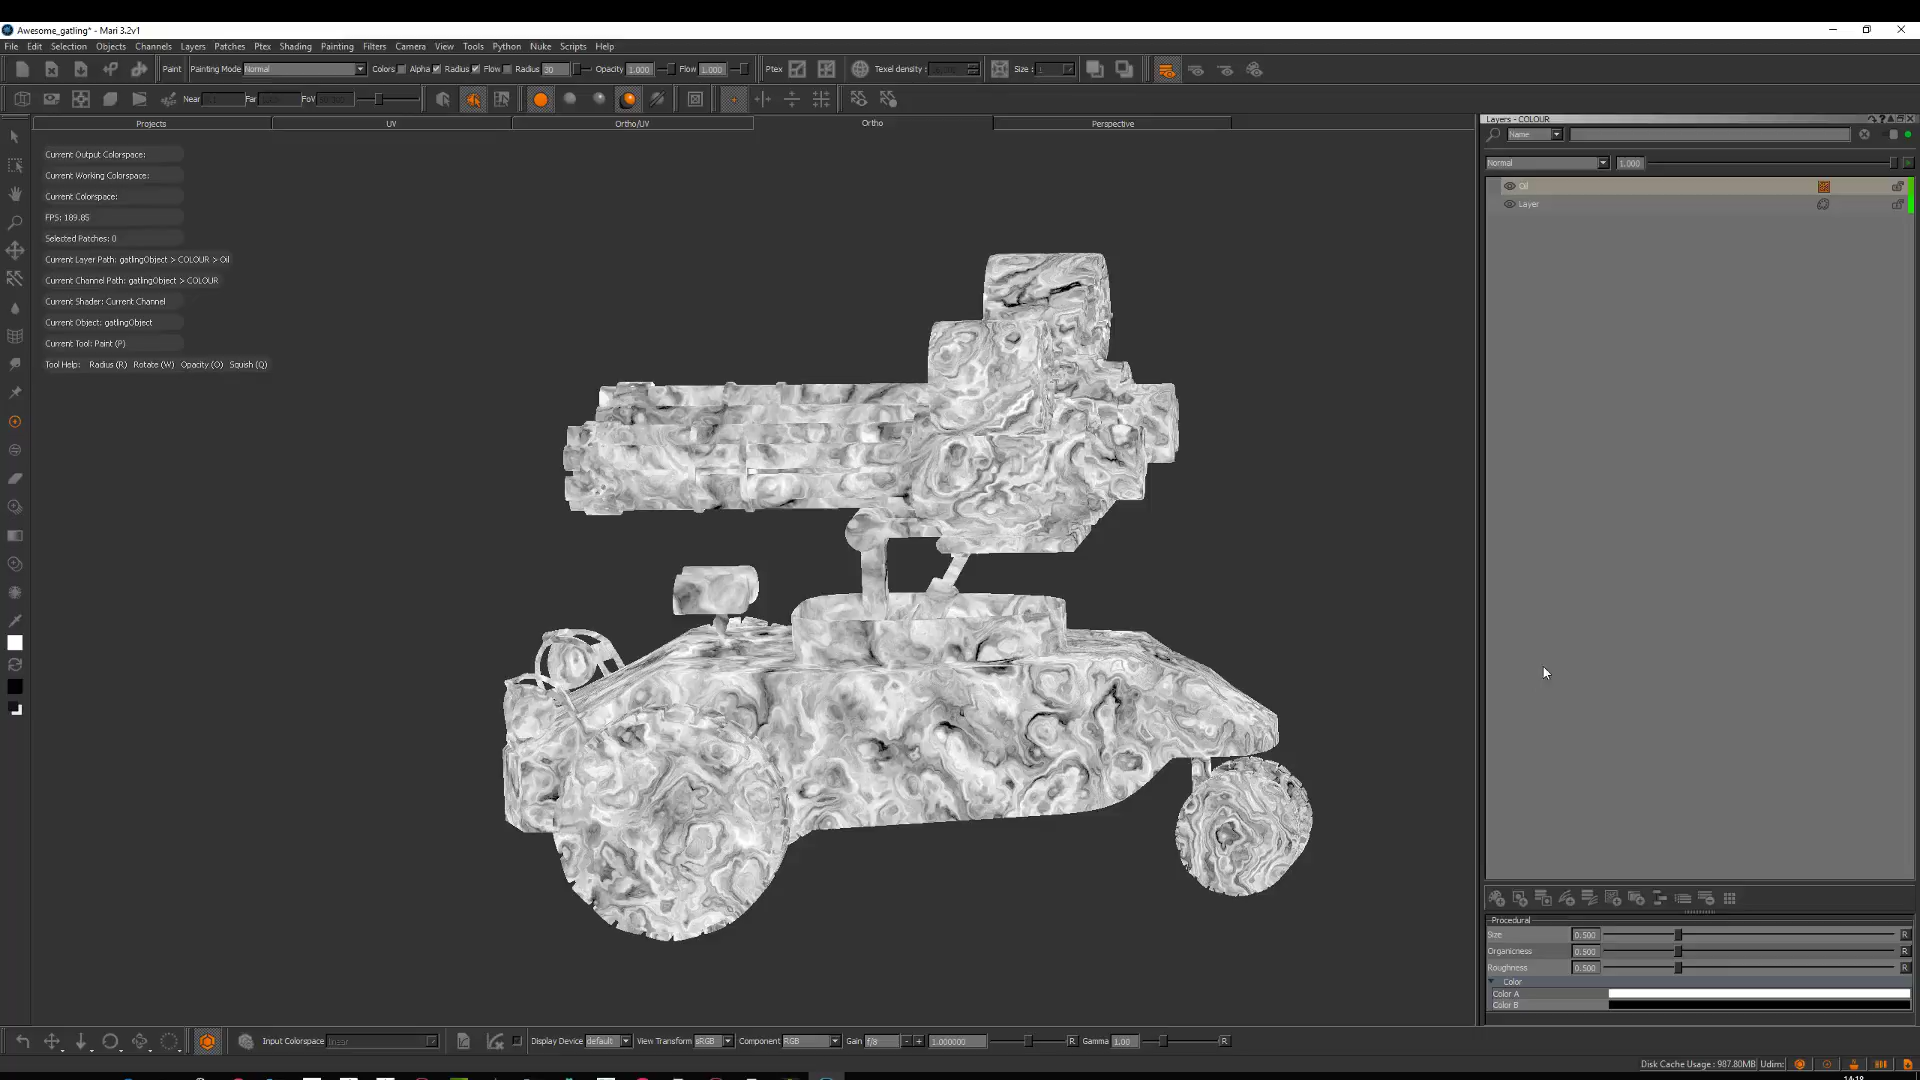 Awesome_gatling* - Mari 3.2v1
File Edit Selection Objects Channels Layers Patches Ptex Shading Painting Filters Camera View Tools Python Nuke Scripts Help
Paint Painting Mode Normal Colors Alpha Radius Flow Radius 30 Opacity 1.000 Flow 1.000 Ptex Texel density : Size : 1
Near Far FoV
Projects UV Ortho/UV Ortho Perspective
Layers - COLOUR
Name
Normal 1.000
Oil
Layer
Current Output Colorspace:
Current Working Colorspace:
Current Colorspace:
FPS: 189.85
Selected Patches: 0
Current Layer Path: gatlingObject > COLOUR > Oil
Current Channel Path: gatlingObject > COLOUR
Current Shader: Current Channel
Current Object: gatlingObject
Current Tool: Paint (P)
Tool Help: Radius (R) Rotate (W) Opacity (O) Squish (Q)
Procedural
Size 0.500 R
Organicness 0.500 R
Roughness 0.500 R
Color
Color A
Color B
Input Colorspace linear Display Device default View Transform sRGB Component RGB Gain f/8 - + 1.000000 R Gamma 1.00 R
Disk Cache Usage : 987.80MB Udim: